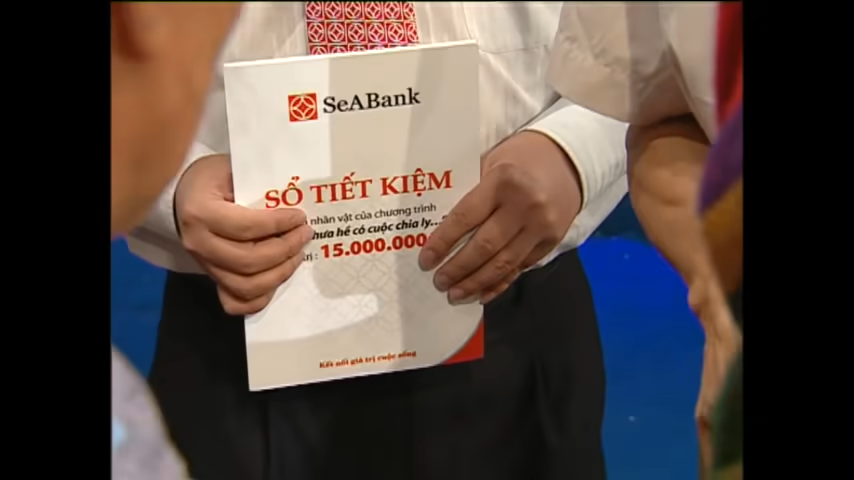 SeABank
SỔ TIẾT KIỆM
nhân vật của chương trình
hưa hề có cuộc chia ly..."
trị : 15.000.000
Kết nối giá trị cuộc sống